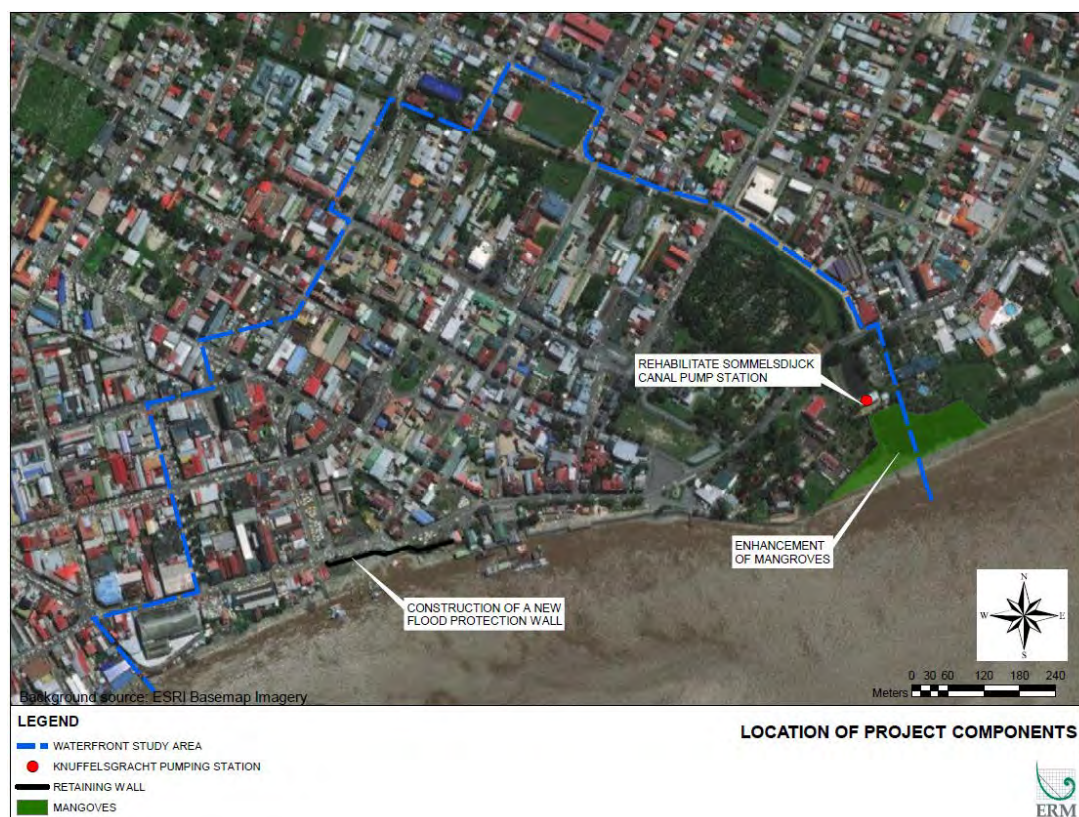 REHABILITATE SOMMELSDIJCK
CANAL PUMP STATION
ENHANCEMENT
OF MANGROVES
CONSTRUCTION OF A NEW
FLOOD PROTECTION WALL
N
W E
S
0 30 60 120 180 240
Meters
Background source: ESRI Basemap Imagery
LEGEND
WATERFRONT STUDY AREA
KNUFFELSGRACHT PUMPING STATION
RETAINING WALL
MANGOVES
LOCATION OF PROJECT COMPONENTS
ERM